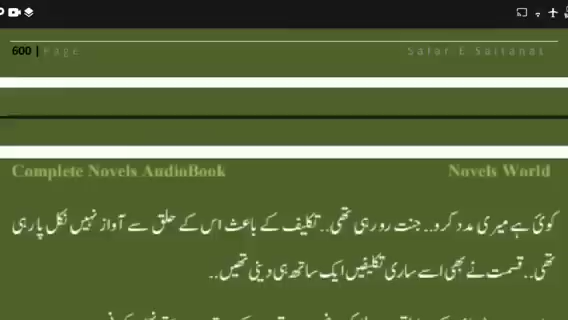 600 | Page Safar E Saltanat
Complete Novels AudioBook Novels World
کوئ ہے میری مدد کرو.. جنت رو رہی تھی.. تکلیف کے باعث اس کے حلق سے آواز نہیں نکل پا رہی
تھی.. قسمت نے بھی اسے ساری تکلیفیں ایک ساتھ ہی دینی تھیں..